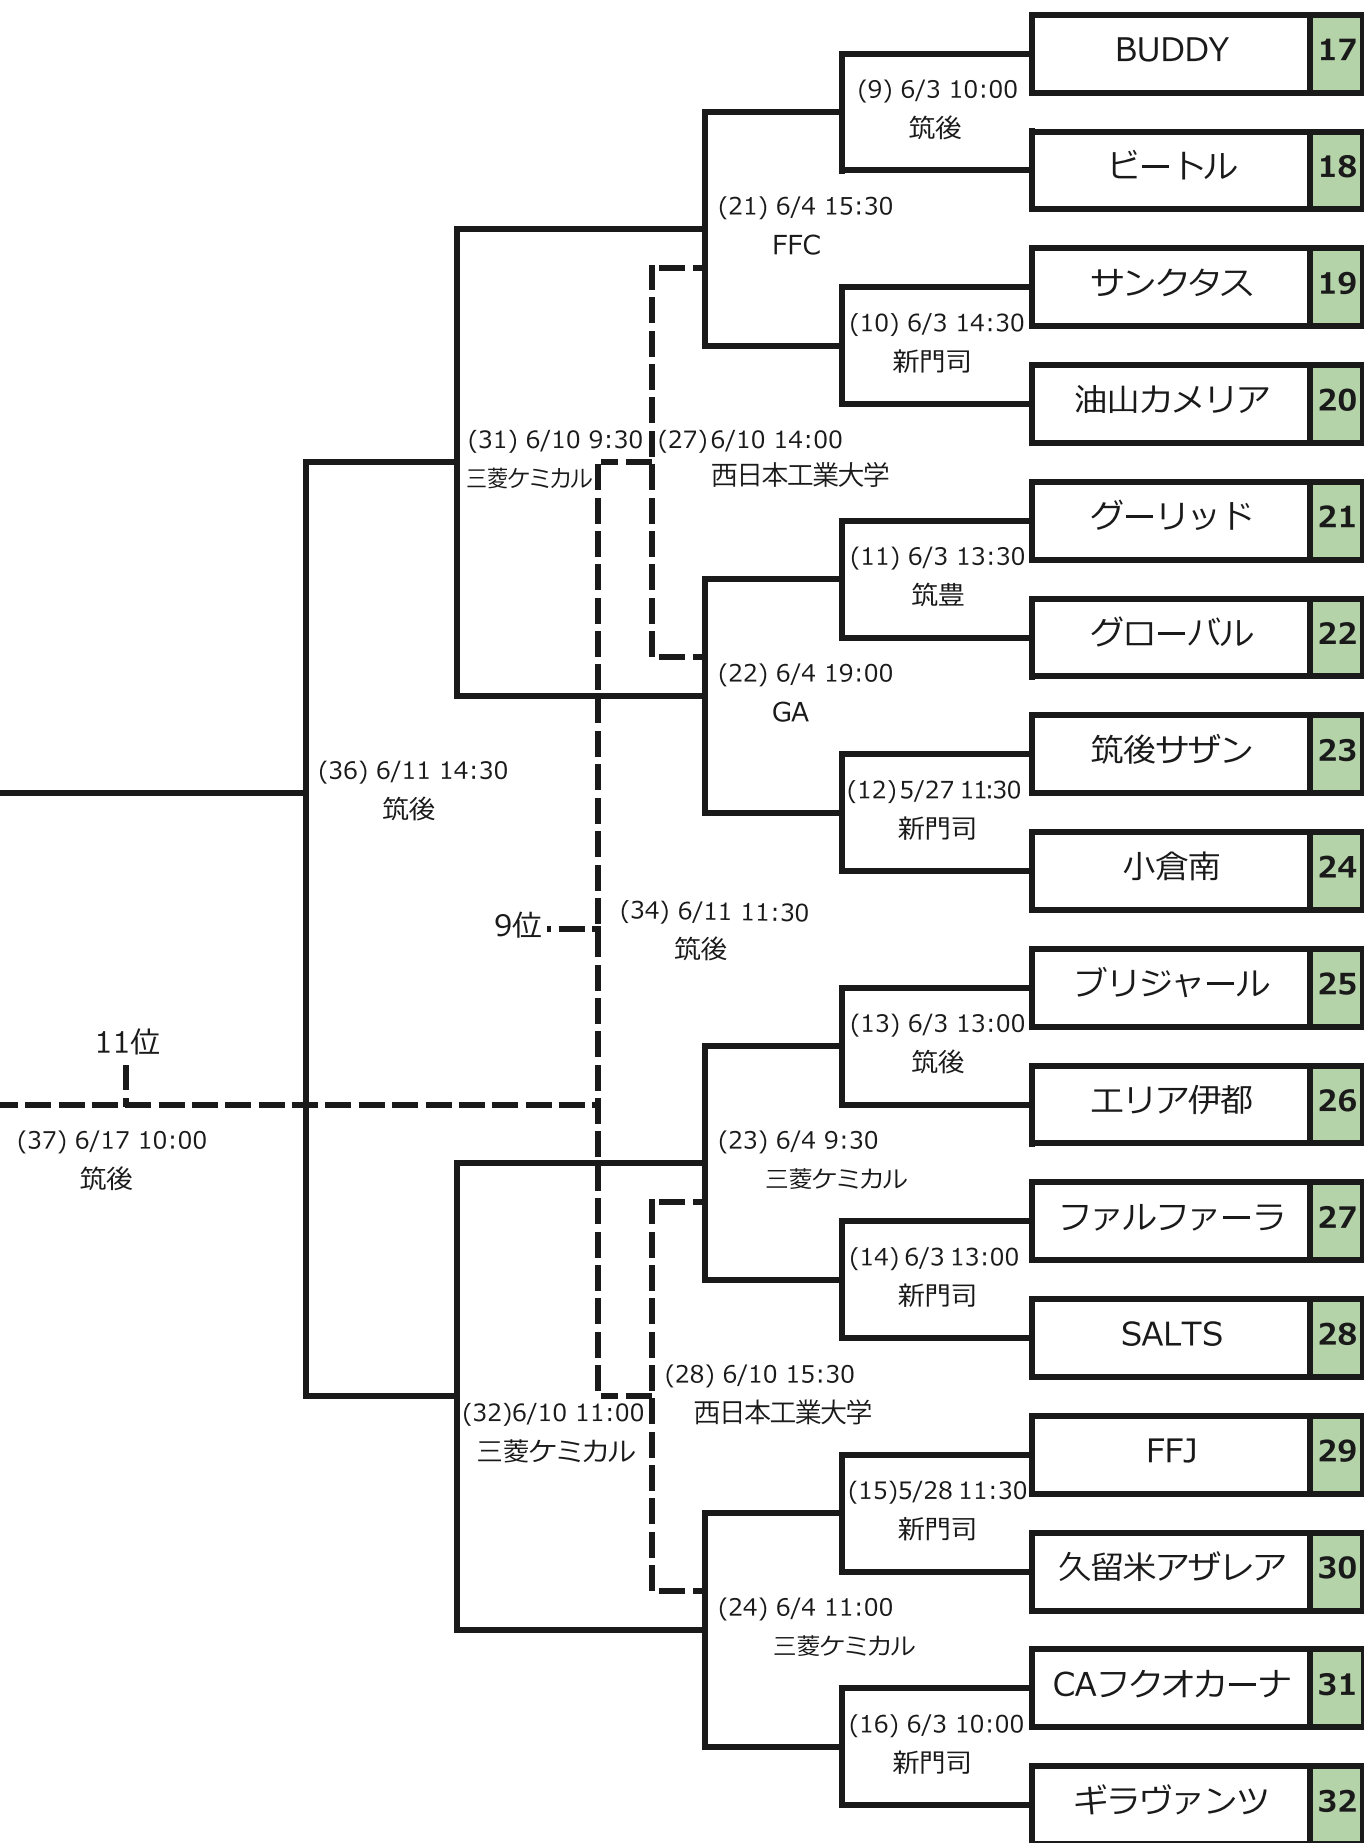 BUDDY 17
(9) 6/3 10:00
筑後
ビートル 18
(21) 6/4 15:30
FFC
サンクタス 19
(10) 6/3 14:30
新門司
油山カメリア 20
(31) 6/10 9:30
三菱ケミカル
(27) 6/10 14:00
西日本工業大学
グーリッド 21
(11) 6/3 13:30
筑豊
グローバル 22
(22) 6/4 19:00
GA
筑後サザン 23
(36) 6/11 14:30
筑後
(12) 5/27 11:30
新門司
小倉南 24
9位
(34) 6/11 11:30
筑後
ブリジャール 25
(13) 6/3 13:00
筑後
11位
エリア伊都 26
(37) 6/17 10:00
筑後
(23) 6/4 9:30
三菱ケミカル
ファルファーラ 27
(14) 6/3 13:00
新門司
SALTS 28
(28) 6/10 15:30
西日本工業大学
(32)6/10 11:00
三菱ケミカル
FFJ 29
(15)5/28 11:30
新門司
久留米アザレア 30
(24) 6/4 11:00
三菱ケミカル
CAフクオカーナ 31
(16) 6/3 10:00
新門司
ギラヴァンツ 32